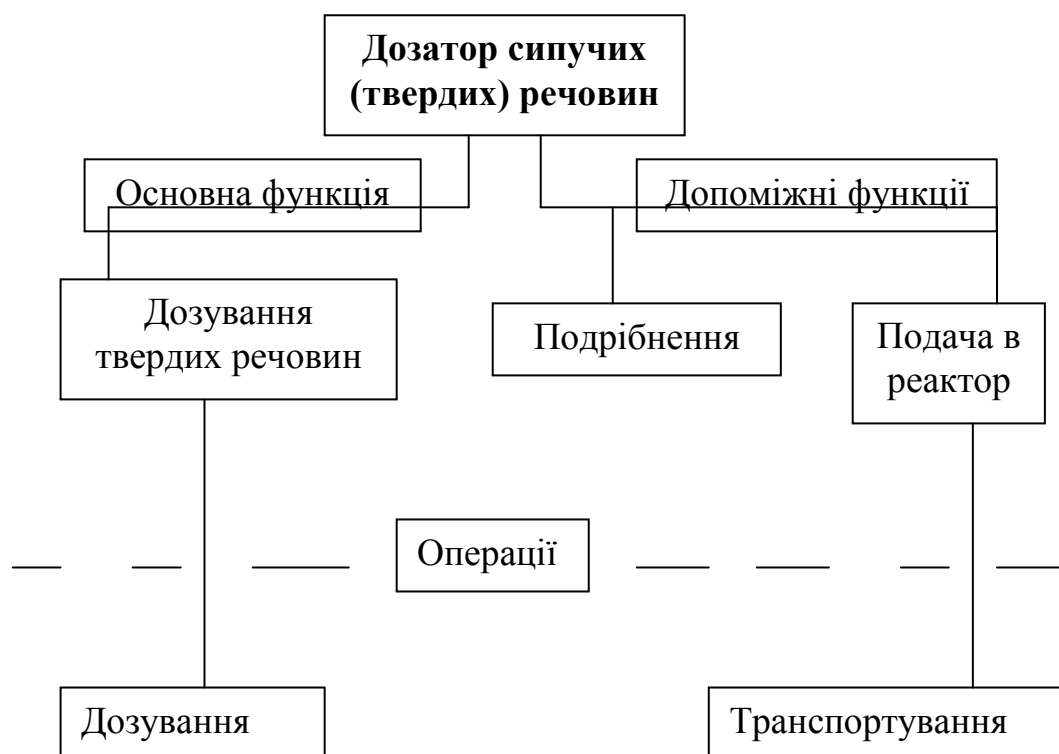 Дозатор сипучих
(твердих) речовин
Основна функція
Допоміжні функції
Дозування
твердих речовин
Подрібнення
Подача в
реактор
Операції
Дозування
Транспортування